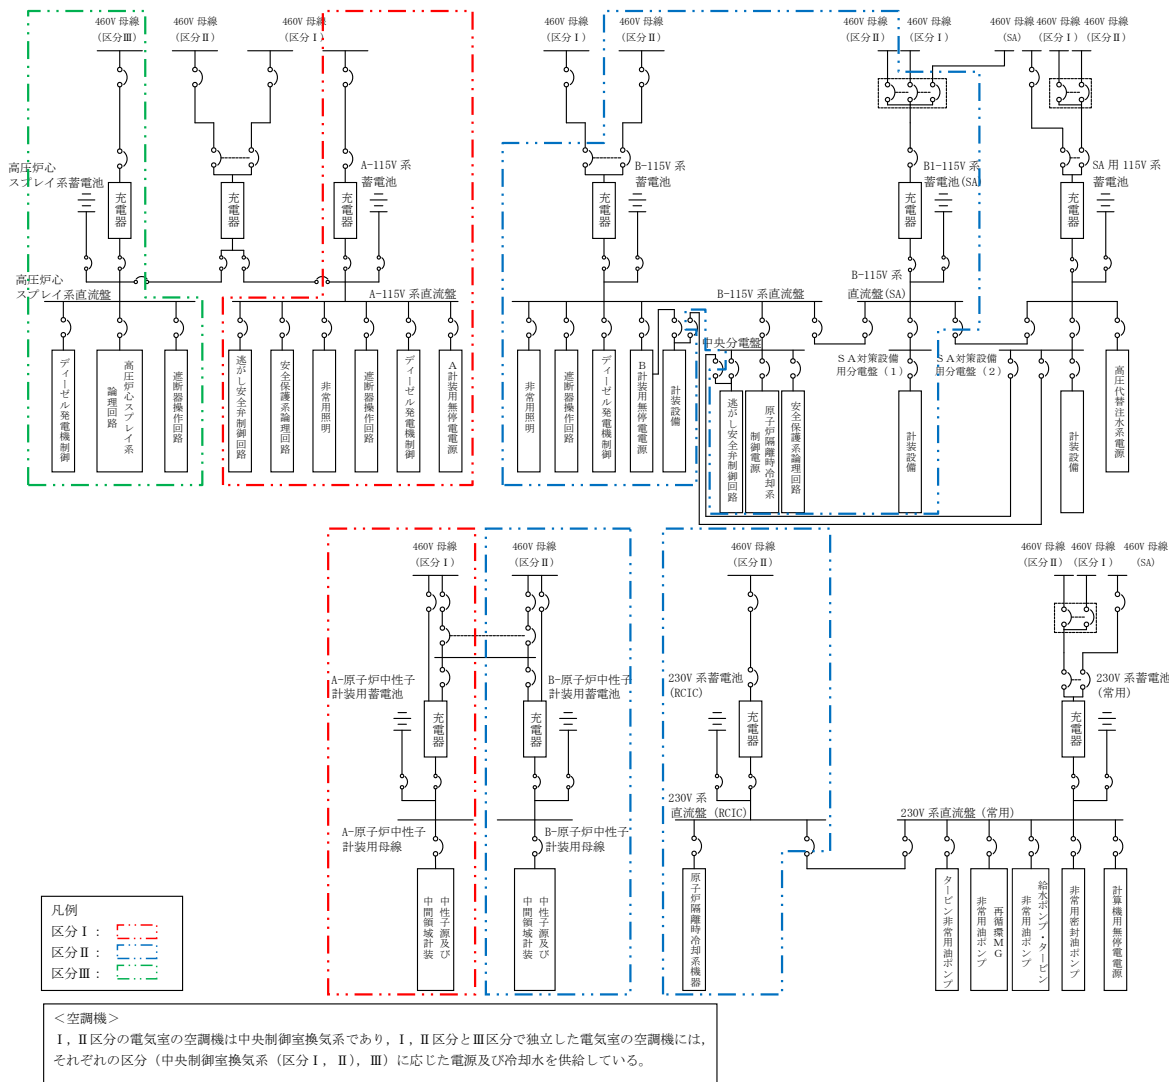 460V 母線
(区分Ⅲ)
460V 母線
(区分Ⅱ)
460V 母線
(区分Ⅰ)
460V 母線
(区分Ⅰ)
460V 母線
(区分Ⅰ)
460V 母線
(区分Ⅱ)
460V 母線
(区分Ⅱ)
460V 母線
(区分Ⅰ)
460V 母線
(SA)
460V 母線
(区分Ⅰ)
460V 母線
(区分Ⅱ)
高圧炉心
スプレイ系蓄電池
充電器
充電器
A-115V 系
蓄電池
充電器
B-115V 系
蓄電池
充電器
B1-115V 系
蓄電池(SA)
充電器
SA 用 115V 系
蓄電池
充電器
高圧炉心
スプレイ系直流盤
A-115V 系直流盤
B-115V 系直流盤
B-115V 系
直流盤(SA)
中央分電盤
SA対策設備
用分電盤（1）
SA対策設備
用分電盤（2）
ディーゼル発電機制御
高圧炉心スプレイ系
論理回路
遮断器操作回路
逃がし安全弁制御回路
安全保護系論理回路
非常用照明
遮断器操作回路
ディーゼル発電機制御
A計装用無停電電源
非常用照明
遮断器操作回路
ディーゼル発電機制御
B計装用無停電電源
計装設備
逃がし安全弁制御回路
原子炉隔離時冷却系
制御電源
安全保護系論理回路
計装設備
計装設備
高圧代替注水系電源
460V 母線
(区分Ⅰ)
460V 母線
(区分Ⅱ)
460V 母線
(区分Ⅱ)
460V 母線
(区分Ⅱ)
460V 母線
(区分Ⅰ)
460V 母線
(SA)
A-原子炉中性子
計装用蓄電池
充電器
B-原子炉中性子
計装用蓄電池
充電器
230V 系蓄電池
(RCIC)
充電器
230V 系蓄電池
(常用)
充電器
A-原子炉中性子
計装用母線
B-原子炉中性子
計装用母線
230V 系
直流盤 (RCIC)
230V 系直流盤 (常用)
中性子源及び
中間領域計装
中性子源及び
中間領域計装
原子炉隔離時冷却系機器
タービン非常用油ポンプ
再循環MG
非常用油ポンプ
給水ポンプ・タービン
非常用油ポンプ
非常用密封油ポンプ
計算機用無停電電源
凡例
区分Ⅰ：
区分Ⅱ：
区分Ⅲ：
＜空調機＞
Ⅰ，Ⅱ区分の電気室の空調機は中央制御室換気系であり，Ⅰ，Ⅱ区分とⅢ区分で独立した電気室の空調機には，
それぞれの区分（中央制御室換気系（区分Ⅰ，Ⅱ），Ⅲ）に応じた電源及び冷却水を供給している。